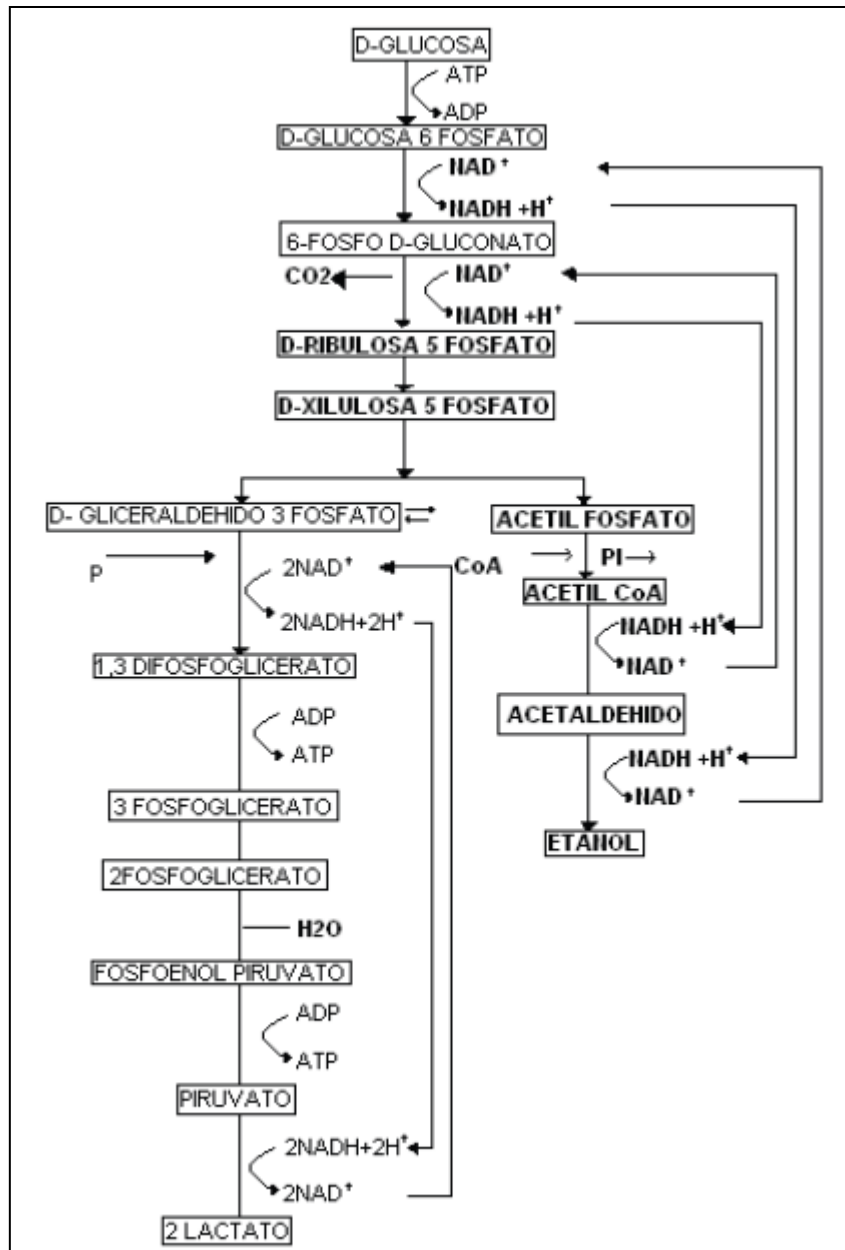 D-GLUCOSA
ATP
ADP
D-GLUCOSA 6 FOSFATO
NAD⁺
NADH +H⁺
6-FOSFO D-GLUCONATO
CO2
NAD⁺
NADH +H⁺
D-RIBULOSA 5 FOSFATO
D-XILULOSA 5 FOSFATO
D- GLICERALDEHIDO 3 FOSFATO
P
2NAD⁺
2NADH+2H⁺
1,3 DIFOSFOGLICERATO
ADP
ATP
3 FOSFOGLICERATO
2FOSFOGLICERATO
H2O
FOSFOENOL PIRUVATO
ADP
ATP
PIRUVATO
2NADH+2H⁺
2NAD⁺
2 LACTATO
ACETIL FOSFATO
CoA
PI
ACETIL CoA
NADH +H⁺
NAD⁺
ACETALDEHIDO
NADH +H⁺
NAD⁺
ETANOL